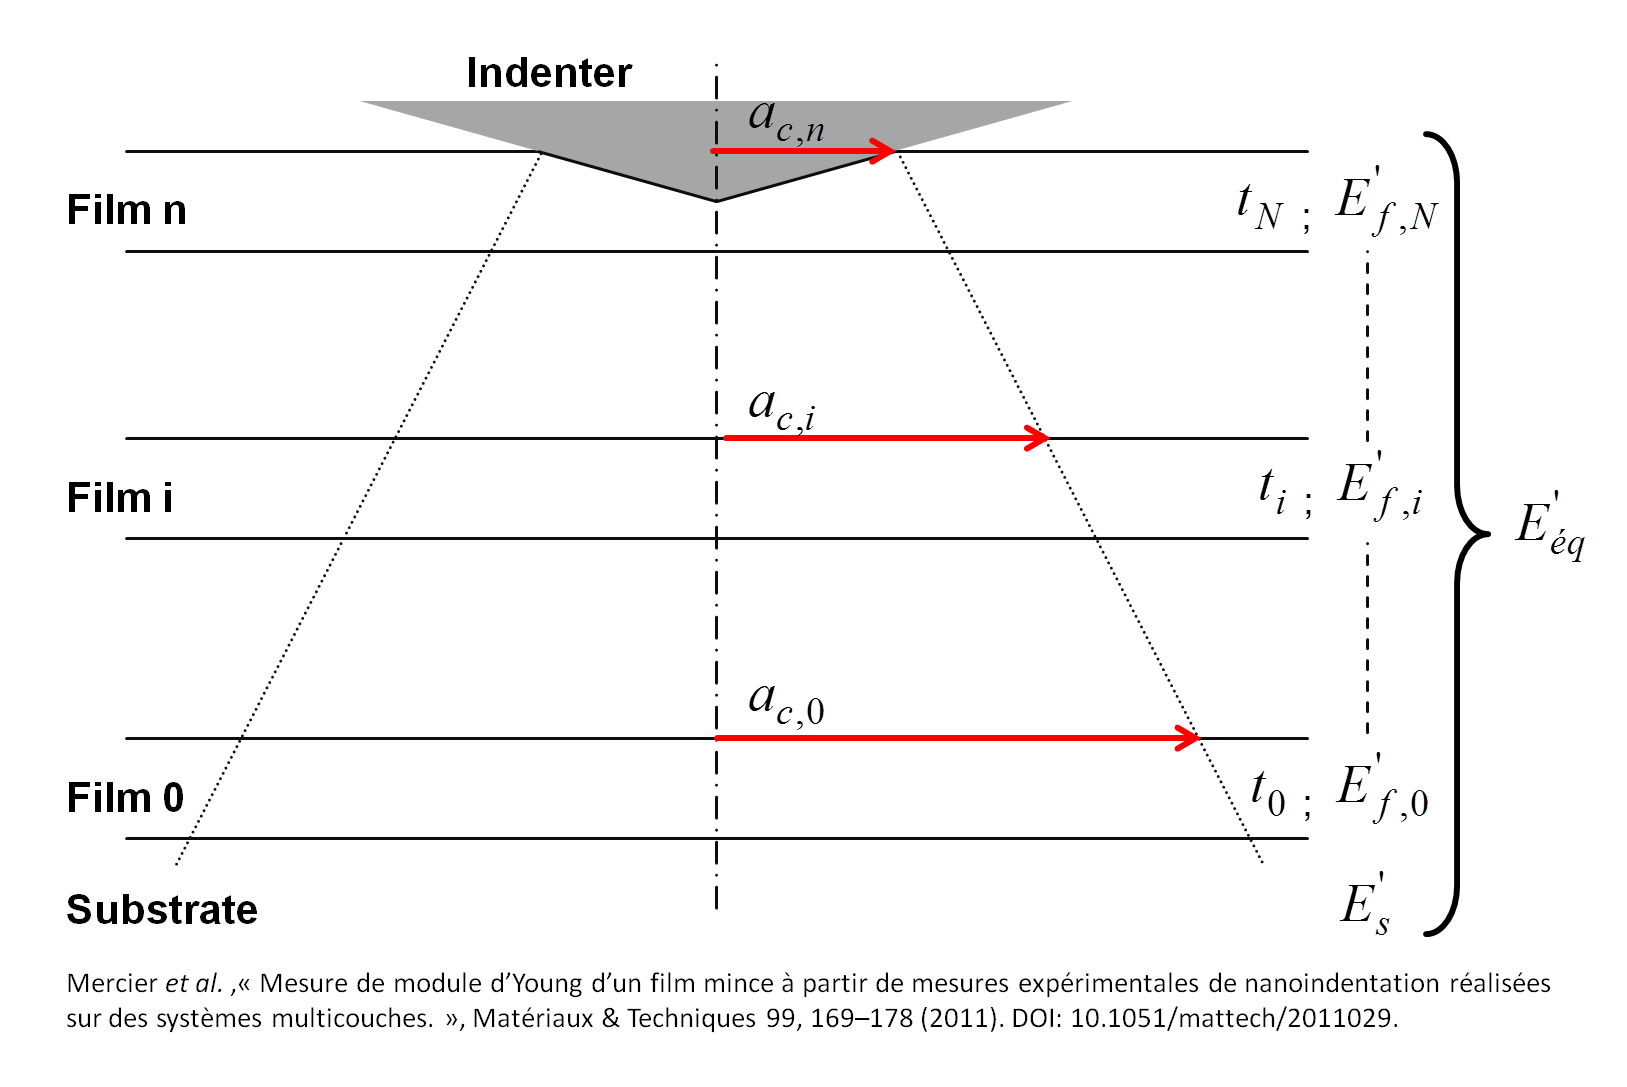 Indenter
a_{c,n}
Film n
t_N ; E'_{f,N}
a_{c,i}
Film i
t_i ; E'_{f,i}
E'_{éq}
a_{c,0}
Film 0
t_0 ; E'_{f,0}
Substrate
E'_s
Mercier et al. ,« Mesure de module d’Young d’un film mince à partir de mesures expérimentales de nanoindentation réalisées
sur des systèmes multicouches. », Matériaux & Techniques 99, 169–178 (2011). DOI: 10.1051/mattech/2011029.